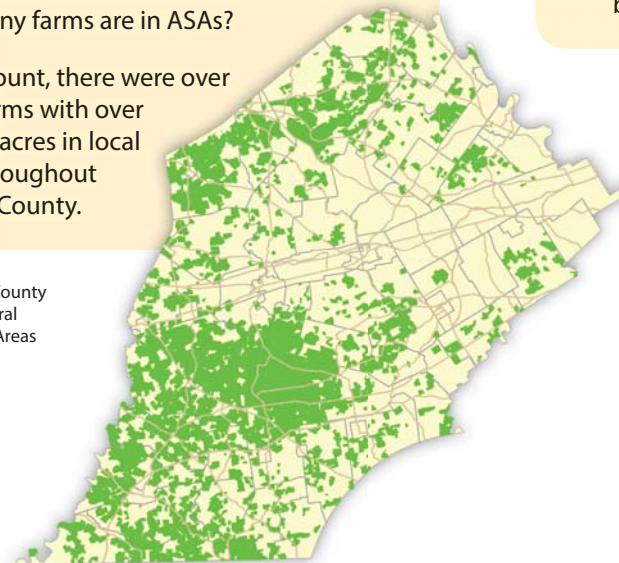 ny farms are in ASAs?
ount, there were over
rms with over
acres in local
oughout
County.
ounty
ral
Areas
b